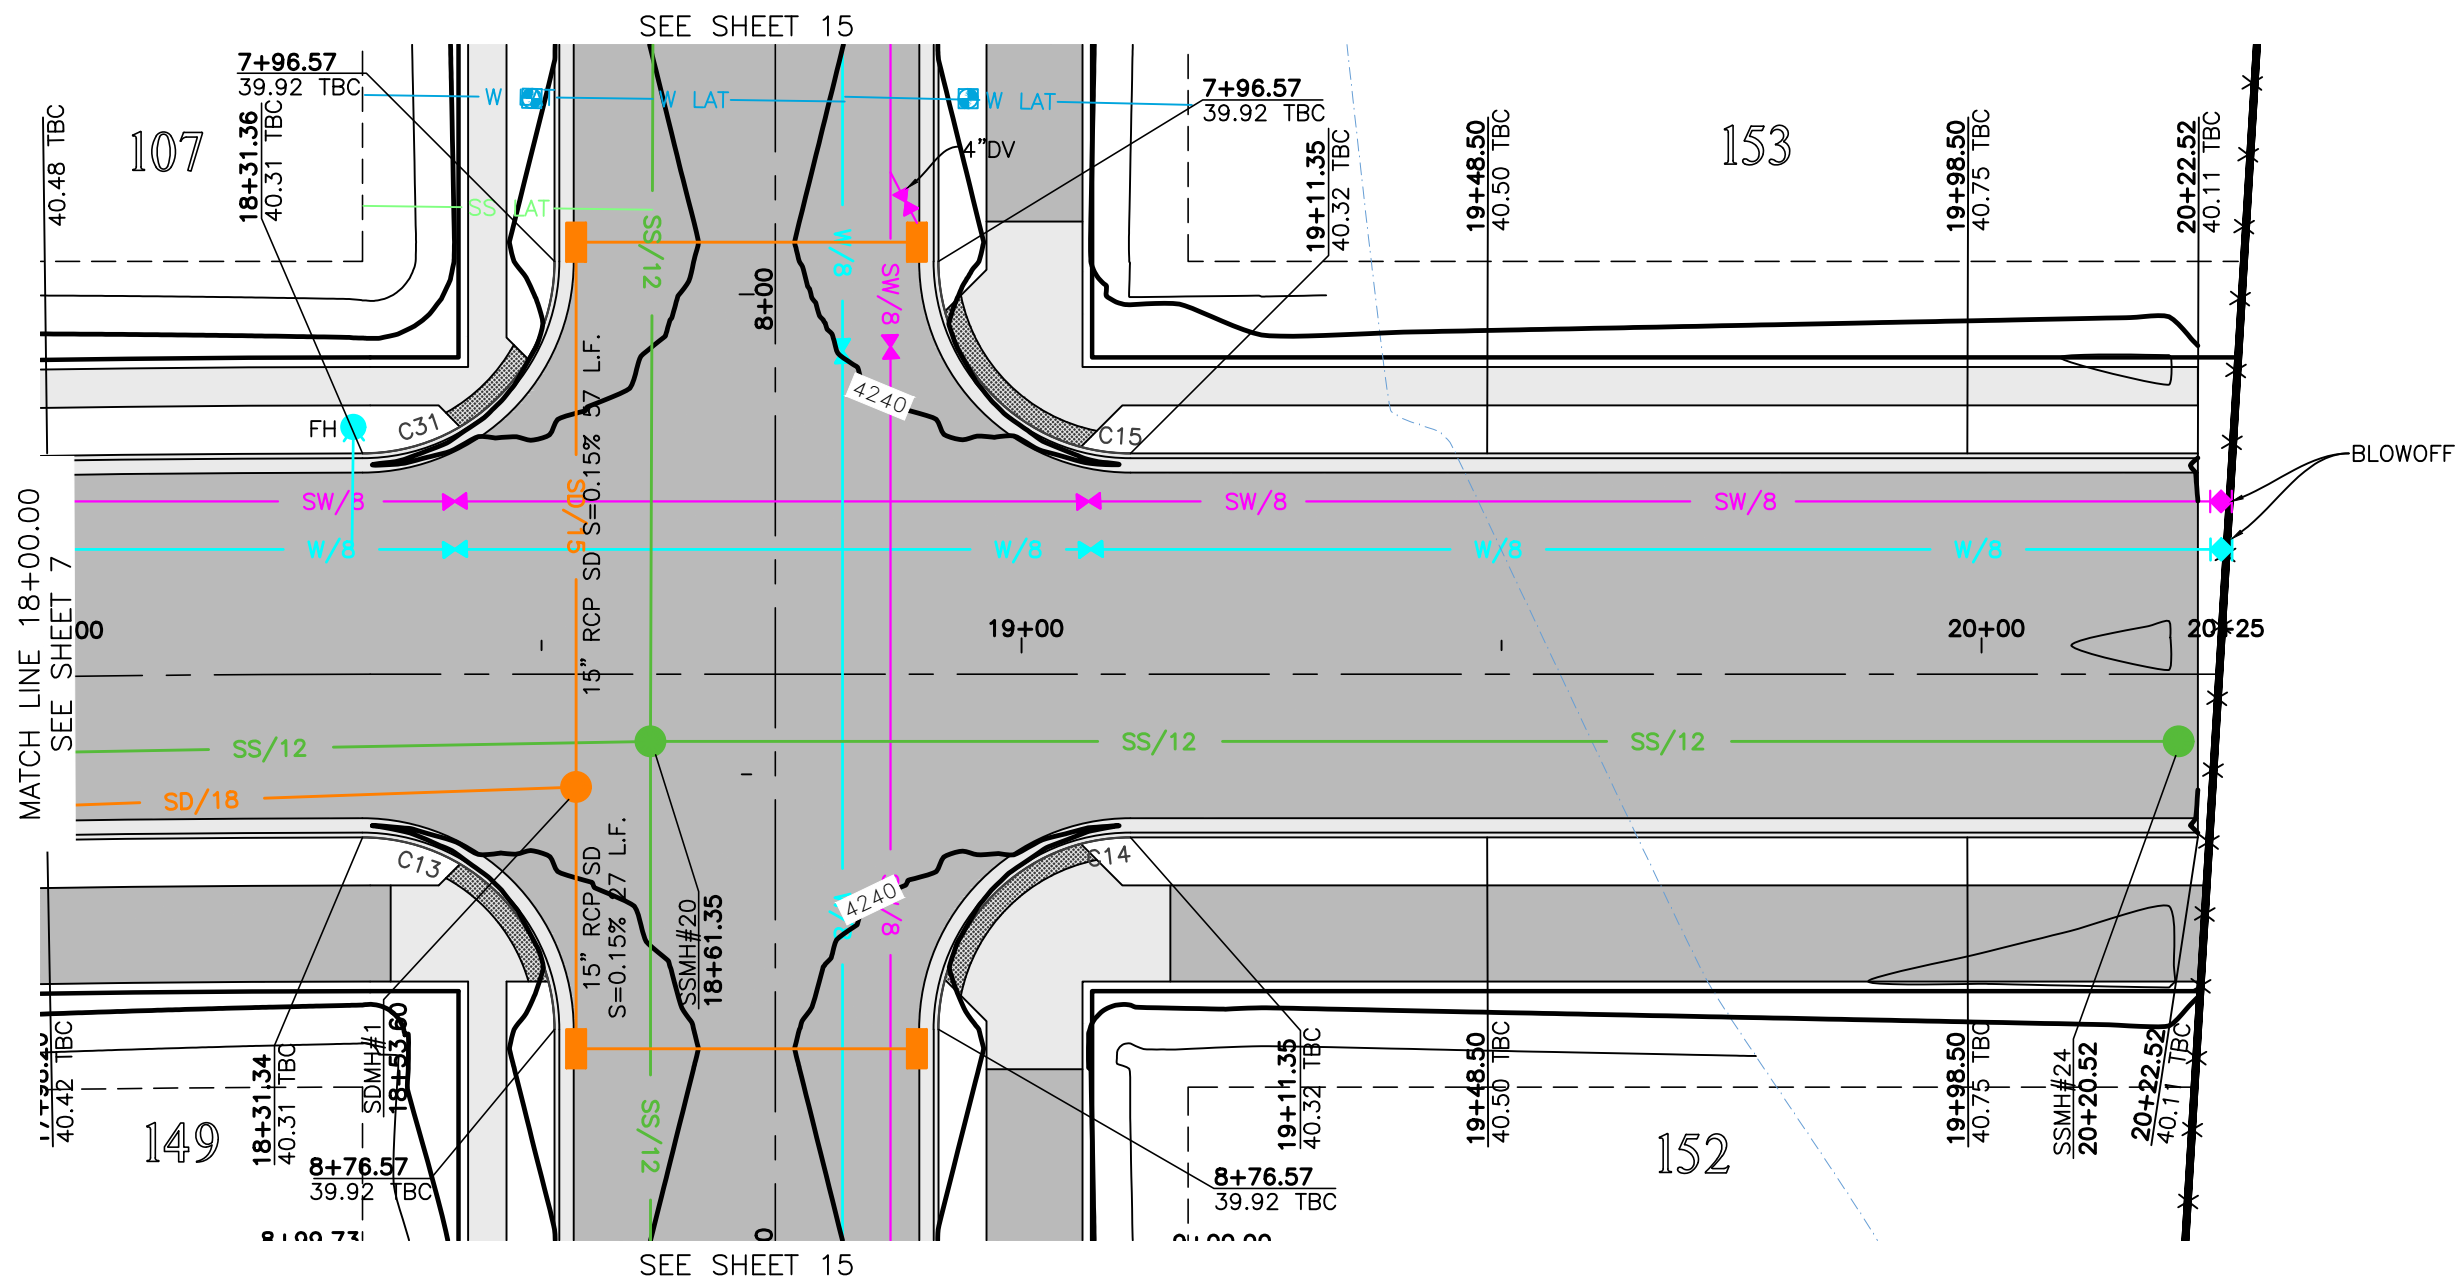 SEE SHEET 15
7+96.57
39.92 TBC
18+31.36
40.31 TBC
40.48 TBC
107
W
W LAT
W LAT
7+96.57
39.92 TBC
4"DV
19+11.35
40.32 TBC
19+48.50
40.50 TBC
153
19+98.50
40.75 TBC
20+22.52
40.11 TBC
SS LAT
SS/12
W/8
SW/8
8+00
4240
FH
C31
C15
BLOWOFF
SW/8
SW/8
SW/8
W/8
W/8
W/8
W/8
SD/15
15" RCP SD S=0.15% 57 L.F.
MATCH LINE 18+00.00
SEE SHEET 7
00
19+00
20+00
20+25
SS/12
SS/12
SS/12
SD/18
C13
C14
4240
15" RCP SD
S=0.15% 27 L.F.
SSMH#20
18+61.35
40.42 TBC
149
18+31.34
40.31 TBC
SDMH#1
18+53.60
8+76.57
39.92 TBC
SS/12
8+76.57
39.92 TBC
19+11.35
40.32 TBC
19+48.50
40.50 TBC
152
19+98.50
40.75 TBC
SSMH#24
20+20.52
20+22.52
40.11 TBC
8+99.73
SEE SHEET 15